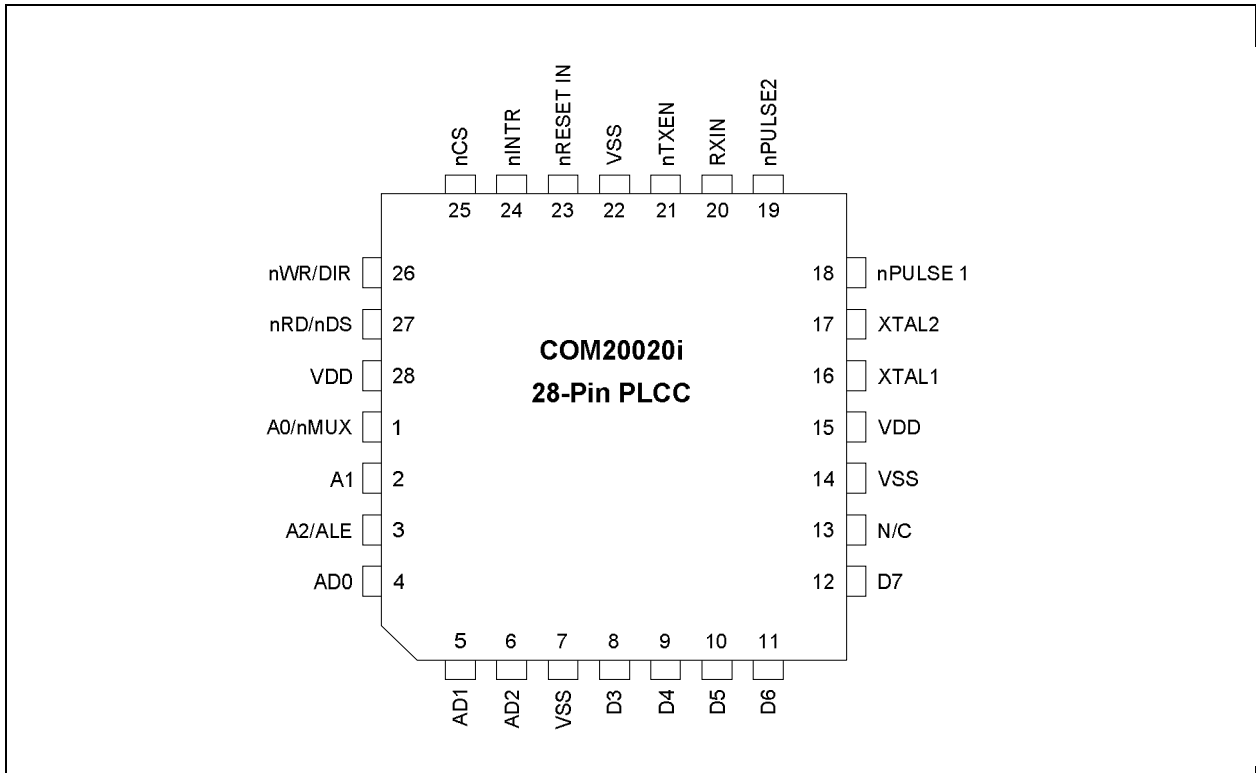 nCS
nINTR
nRESET IN
VSS
nTXEN
RXIN
nPULSE2
25 24 23 22 21 20 19
nWR/DIR 26
18 nPULSE 1
nRD/nDS 27
17 XTAL2
VDD 28
16 XTAL1
A0/nMUX 1
15 VDD
A1 2
14 VSS
A2/ALE 3
13 N/C
AD0 4
12 D7
COM20020i
28-Pin PLCC
5 6 7 8 9 10 11
AD1
AD2
VSS
D3
D4
D5
D6